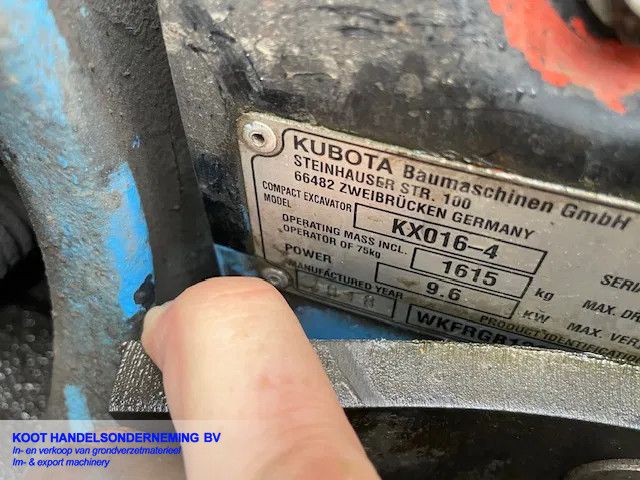 KUBOTA Baumaschinen GmbH
STEINHAUSER STR. 100
66482 ZWEIBRÜCKEN GERMANY
COMPACT EXCAVATOR
MODEL KX016-4
OPERATING MASS INCL.
OPERATOR OF 75kg 1615 kg
POWER 9.6 KW
MANUFACTURED YEAR
MAX.
MAX.
PRODUCT IDENTIFICATI
KOOT HANDELSONDERNEMING BV
In- en verkoop van grondverzetmaterieel
Im- & export machinery